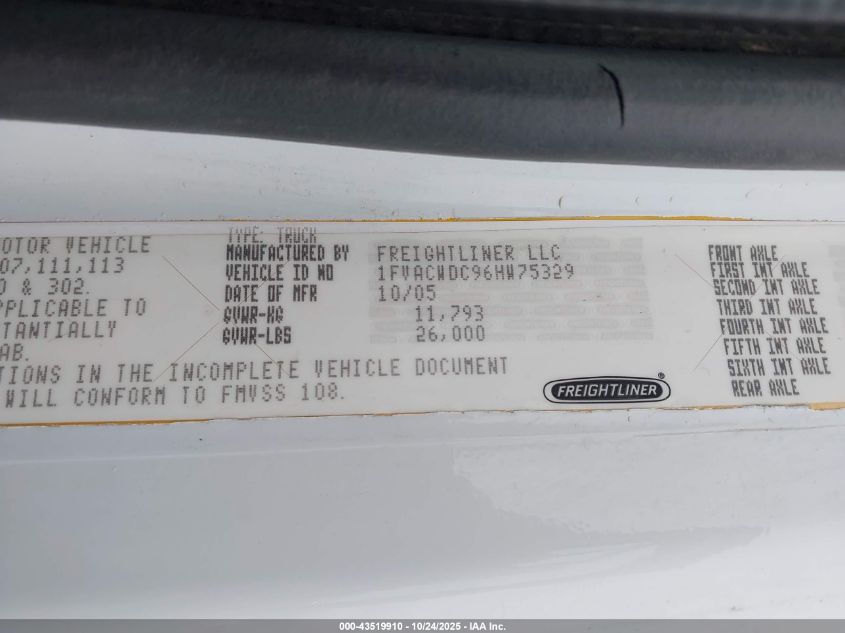 OTOR VEHICLE
07,111,113
0 & 302.
PPLICABLE TO
TANTIALLY
AB.
TIONS IN THE INCOMPLETE VEHICLE DOCUMENT
WILL CONFORM TO FMVSS 108.
TYPE: TRUCK
MANUFACTURED BY FREIGHTLINER LLC
VEHICLE ID NO 1FVACWDC96HW75329
DATE OF MFR 10/05
GVWR-KG 11,793
GVWR-LBS 26,000
FREIGHTLINER®
FRONT AXLE
FIRST INT AXLE
SECOND INT AXLE
THIRD INT AXLE
FOURTH INT AXLE
FIFTH INT AXLE
SIXTH INT AXLE
REAR AXLE
000-43519910 - 10/24/2025 - IAA Inc.